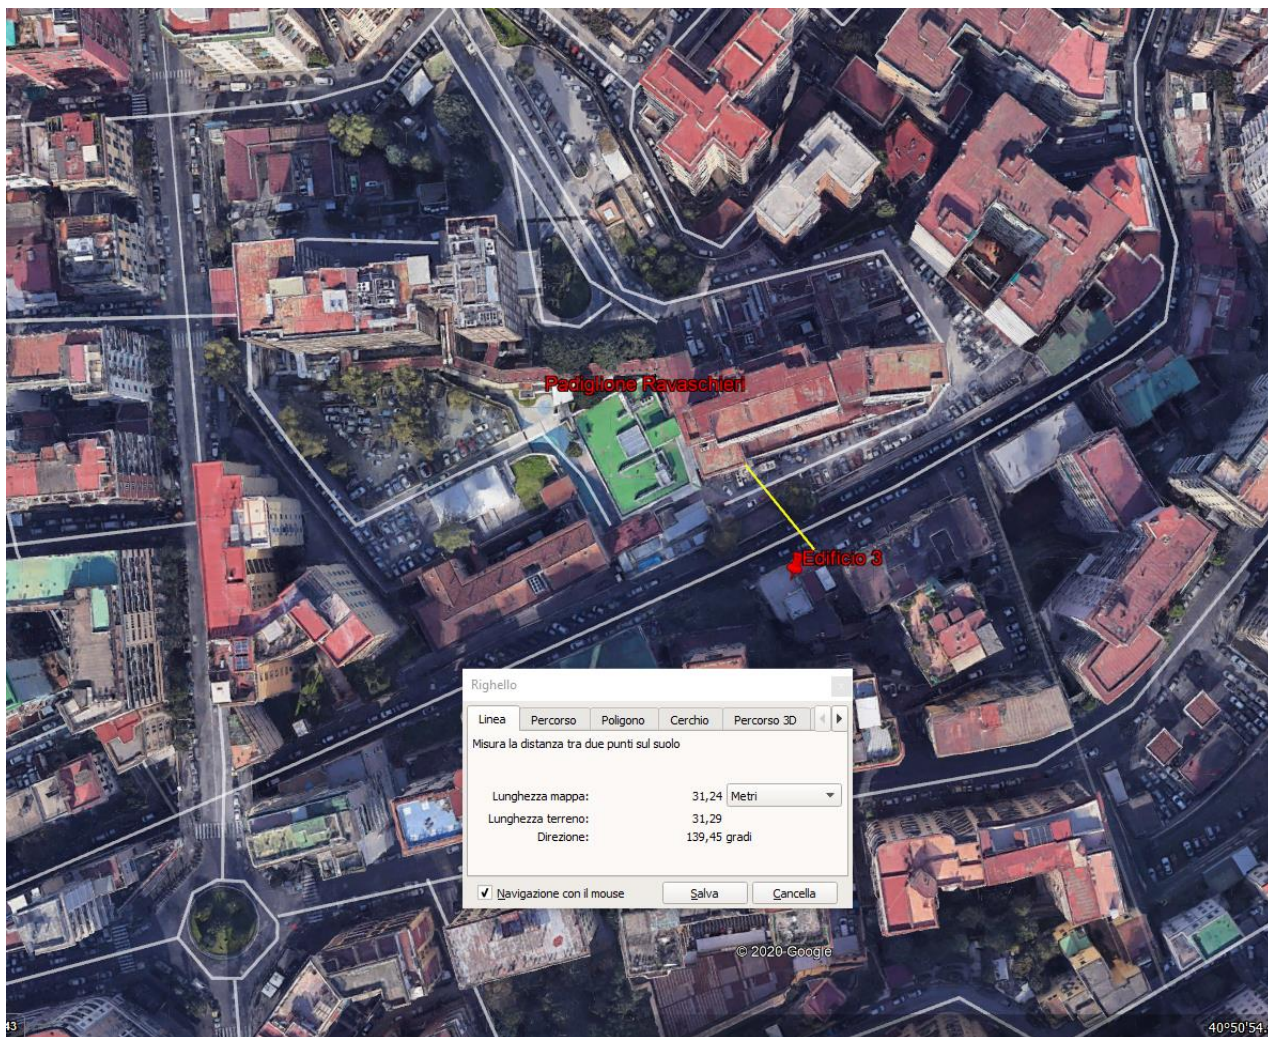 Padiglione Ravaschieri
Edificio 3
Righello
Linea
Percorso
Poligono
Cerchio
Percorso 3D
Misura la distanza tra due punti sul suolo
Lunghezza mappa: 31,24 Metri
Lunghezza terreno: 31,29
Direzione: 139,45 gradi
Navigazione con il mouse
Salva
Cancella
© 2020 Google
43
40°50'54.